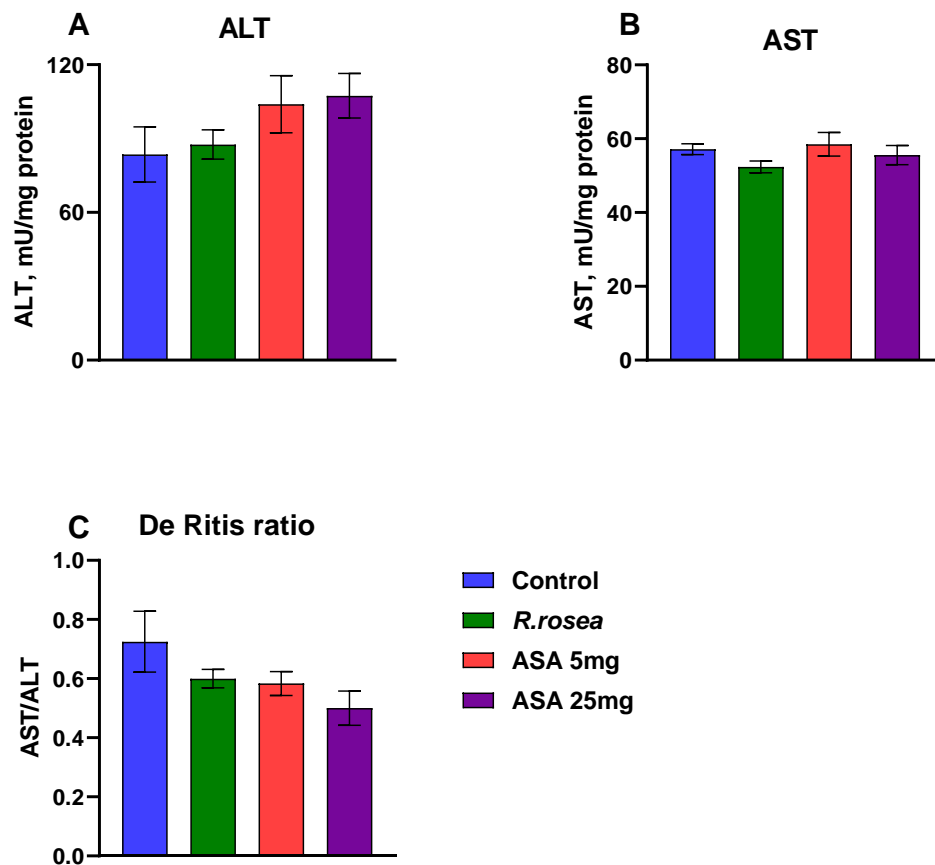 A
ALT
ALT, mU/mg protein
120
60
0
B
AST
AST, mU/mg protein
80
60
40
20
0
C
De Ritis ratio
AST/ALT
1.0
0.8
0.6
0.4
0.2
0.0
Control
R.rosea
ASA 5mg
ASA 25mg